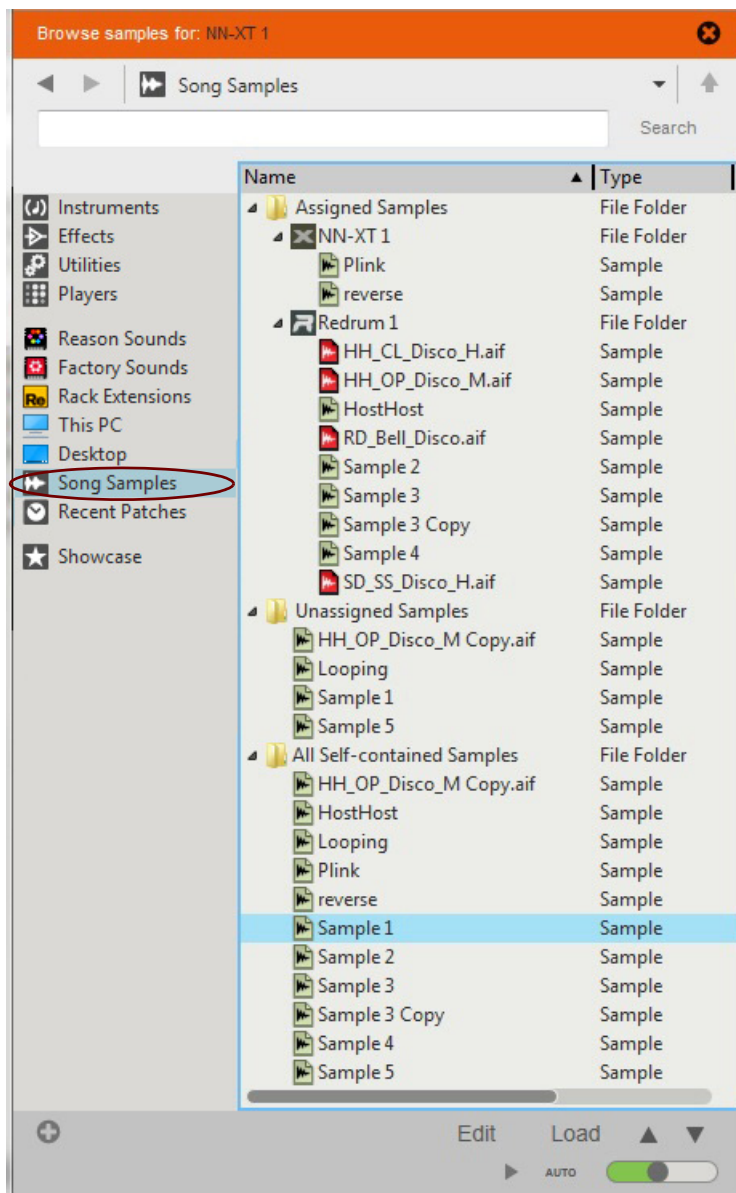 Browse samples for: NN-XT 1
Song Samples
Search
Name Type
Instruments
Effects
Utilities
Players
Reason Sounds
Factory Sounds
Re Rack Extensions
This PC
Desktop
Song Samples
Recent Patches
Showcase
Assigned Samples File Folder
NN-XT 1 File Folder
Plink Sample
reverse Sample
Redrum 1 File Folder
HH_CL_Disco_H.aif Sample
HH_OP_Disco_M.aif Sample
HostHost Sample
RD_Bell_Disco.aif Sample
Sample 2 Sample
Sample 3 Sample
Sample 3 Copy Sample
Sample 4 Sample
SD_SS_Disco_H.aif Sample
Unassigned Samples File Folder
HH_OP_Disco_M Copy.aif Sample
Looping Sample
Sample 1 Sample
Sample 5 Sample
All Self-contained Samples File Folder
HH_OP_Disco_M Copy.aif Sample
HostHost Sample
Looping Sample
Plink Sample
reverse Sample
Sample 1 Sample
Sample 2 Sample
Sample 3 Sample
Sample 3 Copy Sample
Sample 4 Sample
Sample 5 Sample
Edit Load
AUTO